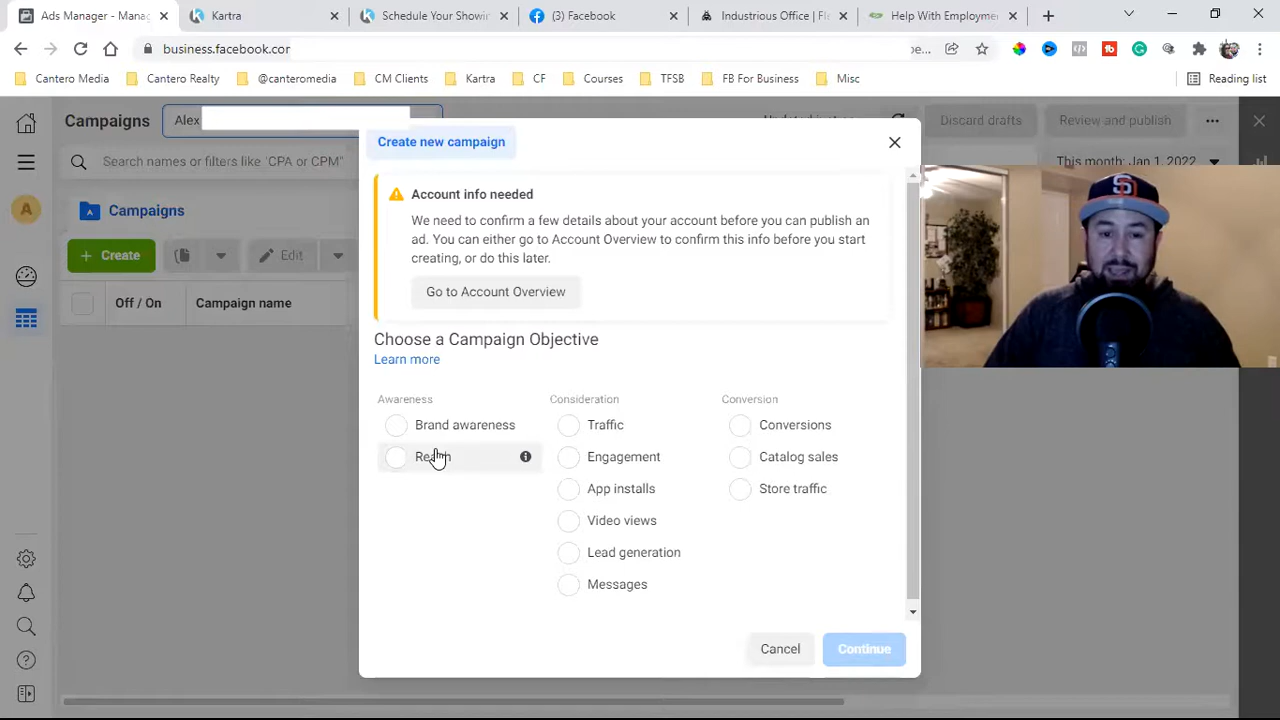 Ads Manager - Manag
Kartra
Schedule Your Showin
(3) Facebook
Industrious Office | Fl
Help With Employme
business.facebook.cor
pe...
Cantero Media
Cantero Realty
@canteromedia
CM Clients
Kartra
CF
Courses
TFSB
FB For Business
Misc
Reading list
Campaigns
Alex
Discard drafts
Review and publish
Create new campaign
Search names or filters like 'CPA or CPM'
This month: Jan 1, 2022
A
Campaigns
+ Create
Edit
Off / On
Campaign name
Account info needed
We need to confirm a few details about your account before you can publish an
ad. You can either go to Account Overview to confirm this info before you start
creating, or do this later.
Go to Account Overview
Choose a Campaign Objective
Learn more
Awareness
Consideration
Conversion
Brand awareness
Traffic
Conversions
Reach
Engagement
Catalog sales
App installs
Store traffic
Video views
Lead generation
Messages
Cancel
Continue